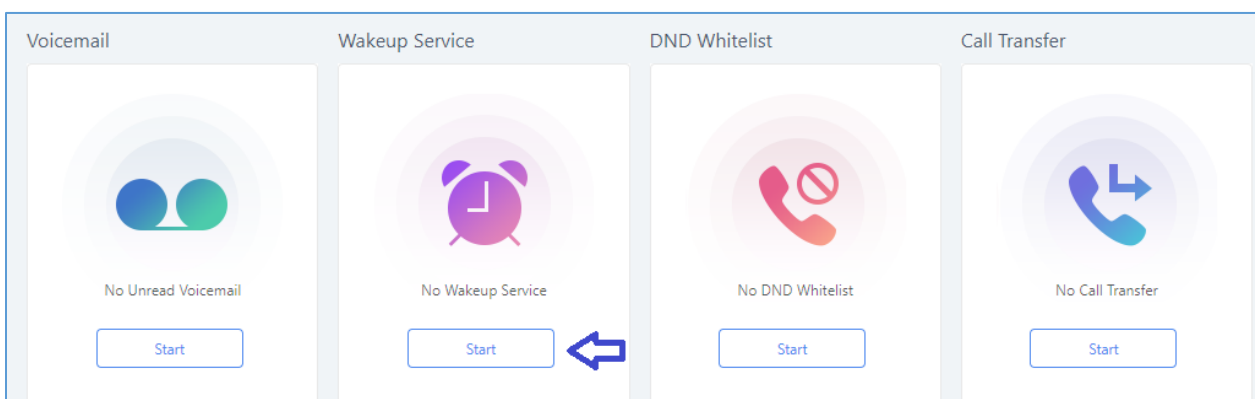 Voicemail
Wakeup Service
DND Whitelist
Call Transfer
No Unread Voicemail
No Wakeup Service
No DND Whitelist
No Call Transfer
Start
Start
Start
Start